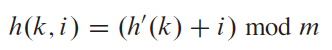 h(k, i) = (h′(k) + i) mod m